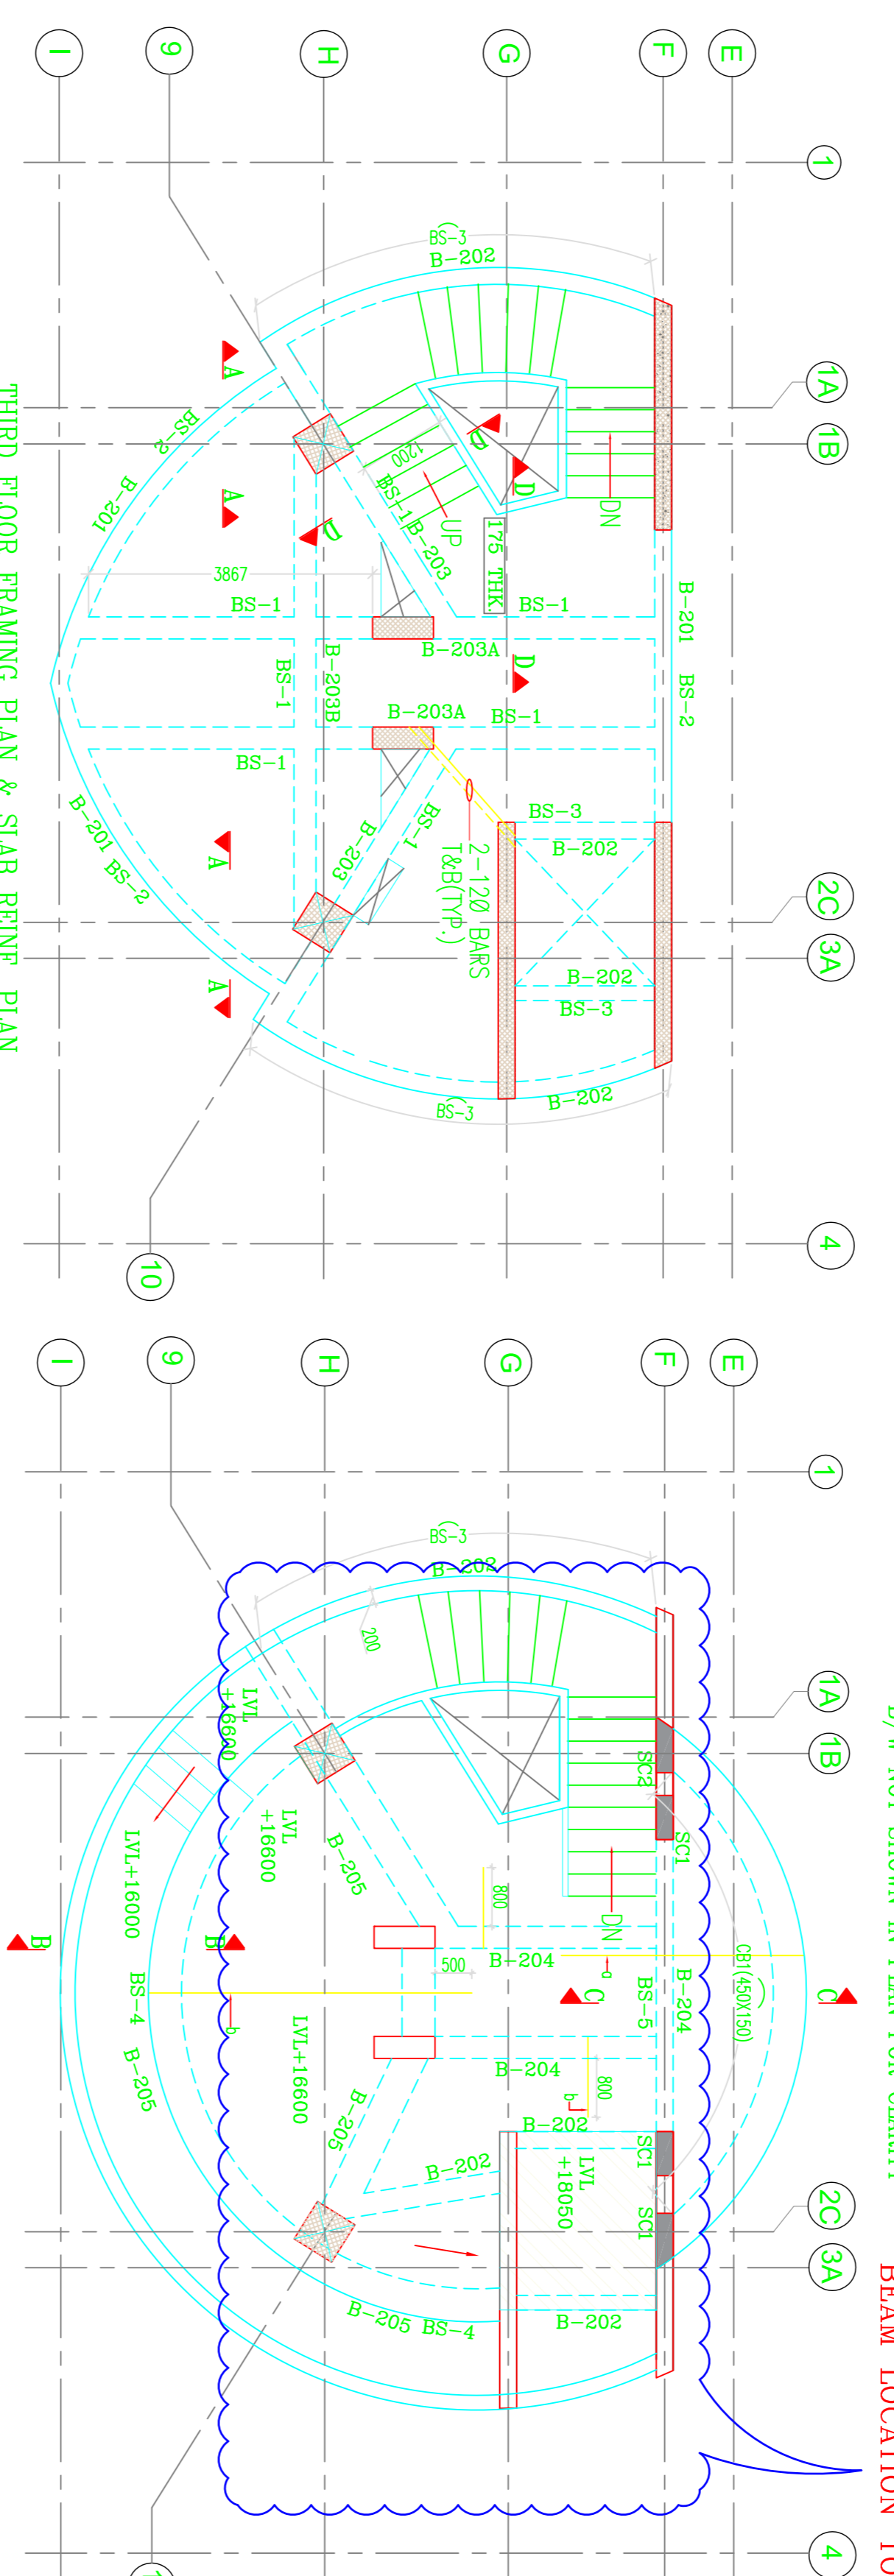 1
1A
1B
2C
3A
4
E
F
G
H
I
9
10
BS-3
B-202
DN
B-201
BS-2
175 THK.
BS-1
D
D
1200
UP
BS-1
B-203
D
B-203A
D
B-203A
BS-1
BS-3
B-202
B-202
BS-3
2-12Ø BARS
T&B(TYP.)
BS-1
B-203
B-203B
BS-1
3867
BS-1
BS-1
A
A
A
A
BS-2
B-201
B-201 BS-2
B-202
BS-3
THIRD FLOOR FRAMING PLAN & SLAB REINF PLAN
BEAM LOCATION TO
1
1A
1B
2C
3A
4
E
F
G
H
I
9
BS-3
B-202
200
SC2
SC1
CB1(450X150)
C
DN
B-204
BS-5
C
a
B-204
800
500
B-204
800
b
B-202
SC1
SC1
LVL
+18050
B-202
B-202
B-205
B-205
LVL
+16600
LVL
+16600
LVL+16600
LVL+16000
B
B
b
BS-4
B-205
B-205 BS-4